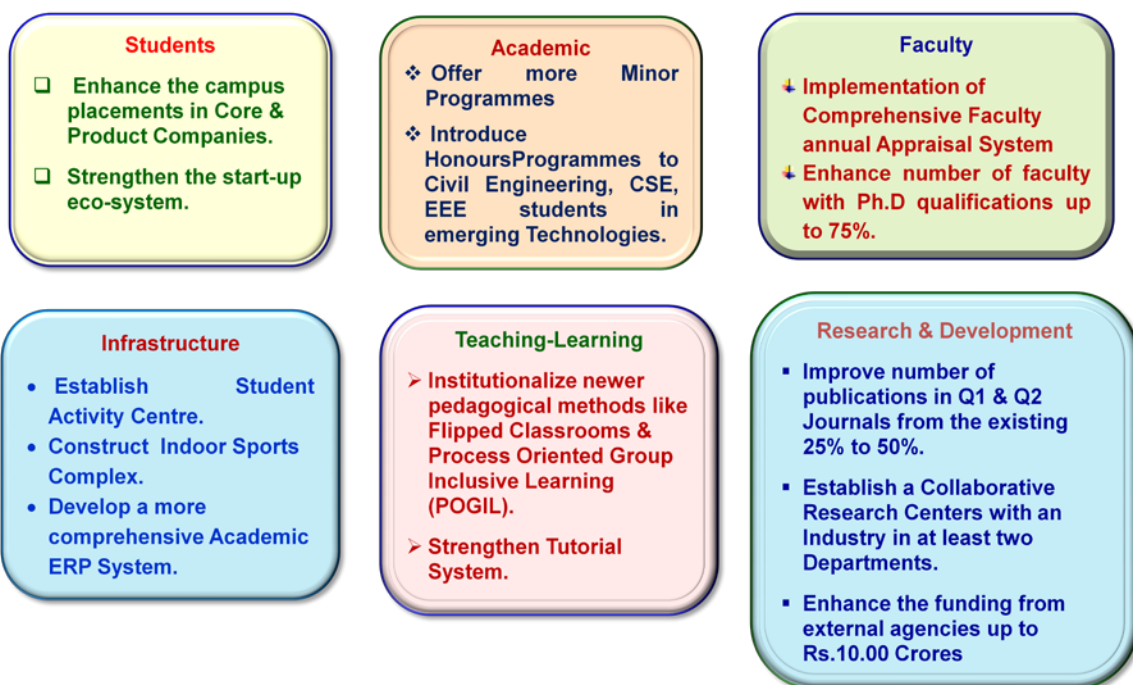 Students
Enhance the campus
placements in Core &
Product Companies.
Strengthen the start-up
eco-system.
Academic
Offer more Minor
Programmes
Introduce
HonoursProgrammes to
Civil Engineering, CSE,
EEE students in
emerging Technologies.
Faculty
Implementation of
Comprehensive Faculty
annual Appraisal System
Enhance number of faculty
with Ph.D qualifications up
to 75%.
Infrastructure
Establish Student
Activity Centre.
Construct Indoor Sports
Complex.
Develop a more
comprehensive Academic
ERP System.
Teaching-Learning
Institutionalize newer
pedagogical methods like
Flipped Classrooms &
Process Oriented Group
Inclusive Learning
(POGIL).
Strengthen Tutorial
System.
Research & Development
Improve number of
publications in Q1 & Q2
Journals from the existing
25% to 50%.
Establish a Collaborative
Research Centers with an
Industry in at least two
Departments.
Enhance the funding from
external agencies up to
Rs.10.00 Crores